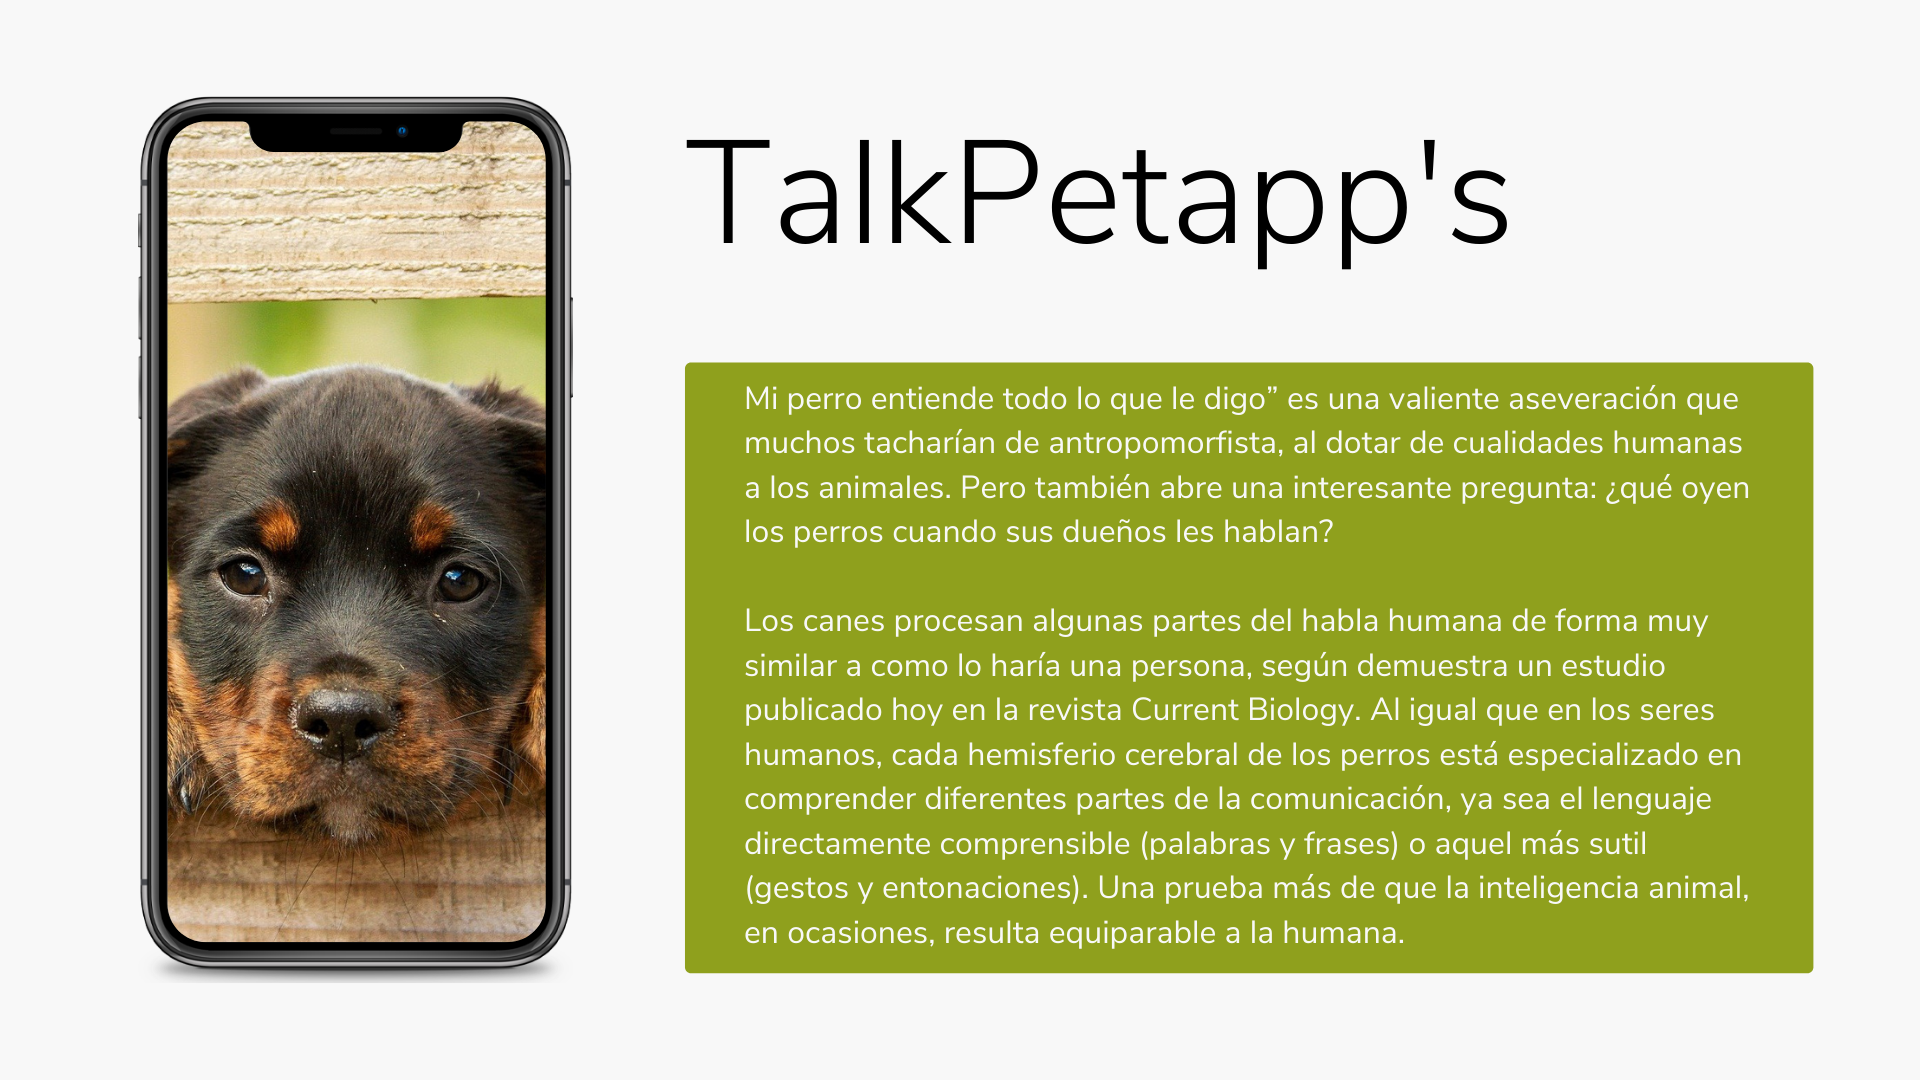 TalkPetapp's
Mi perro entiende todo lo que le digo” es una valiente aseveración que
muchos tacharían de antropomorfista, al dotar de cualidades humanas
a los animales. Pero también abre una interesante pregunta: ¿qué oyen
los perros cuando sus dueños les hablan?
Los canes procesan algunas partes del habla humana de forma muy
similar a como lo haría una persona, según demuestra un estudio
publicado hoy en la revista Current Biology. Al igual que en los seres
humanos, cada hemisferio cerebral de los perros está especializado en
comprender diferentes partes de la comunicación, ya sea el lenguaje
directamente comprensible (palabras y frases) o aquel más sutil
(gestos y entonaciones). Una prueba más de que la inteligencia animal,
en ocasiones, resulta equiparable a la humana.